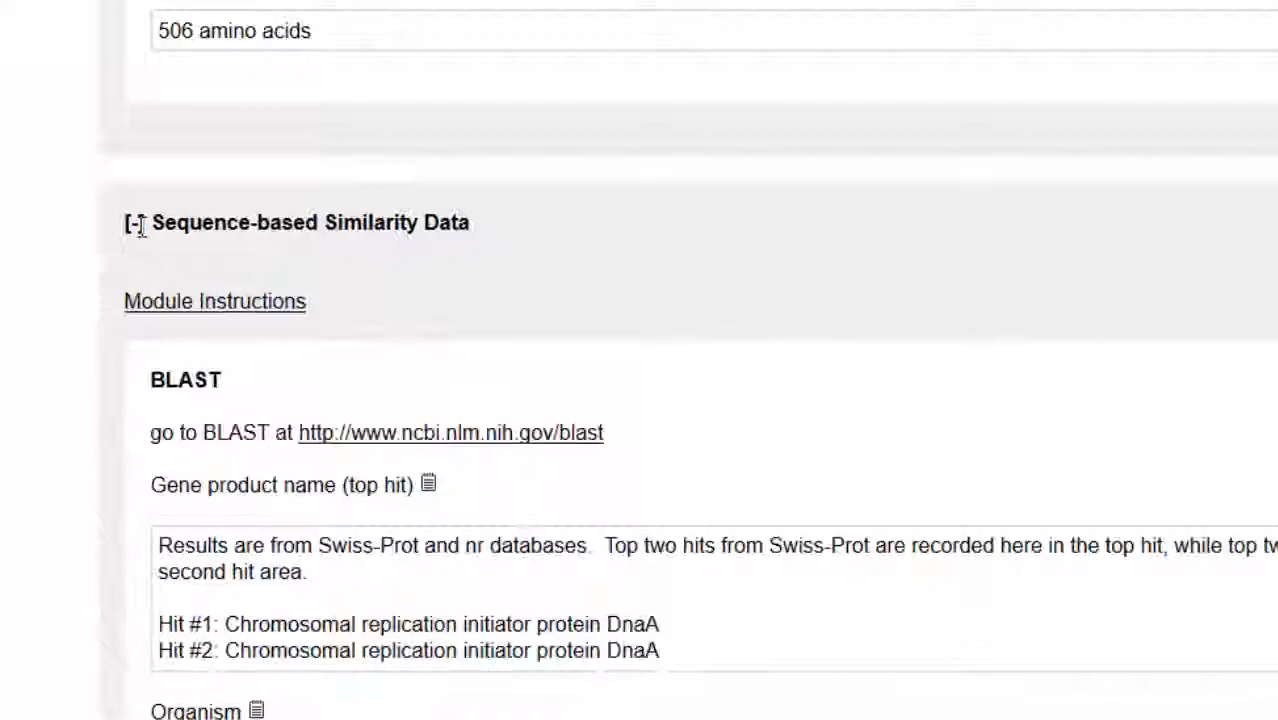 506 amino acids
[-] Sequence-based Similarity Data
Module Instructions
BLAST
go to BLAST at http://www.ncbi.nlm.nih.gov/blast
Gene product name (top hit)
Results are from Swiss-Prot and nr databases.  Top two hits from Swiss-Prot are recorded here in the top hit, while top
second hit area.
Hit #1: Chromosomal replication initiator protein DnaA
Hit #2: Chromosomal replication initiator protein DnaA
Organism